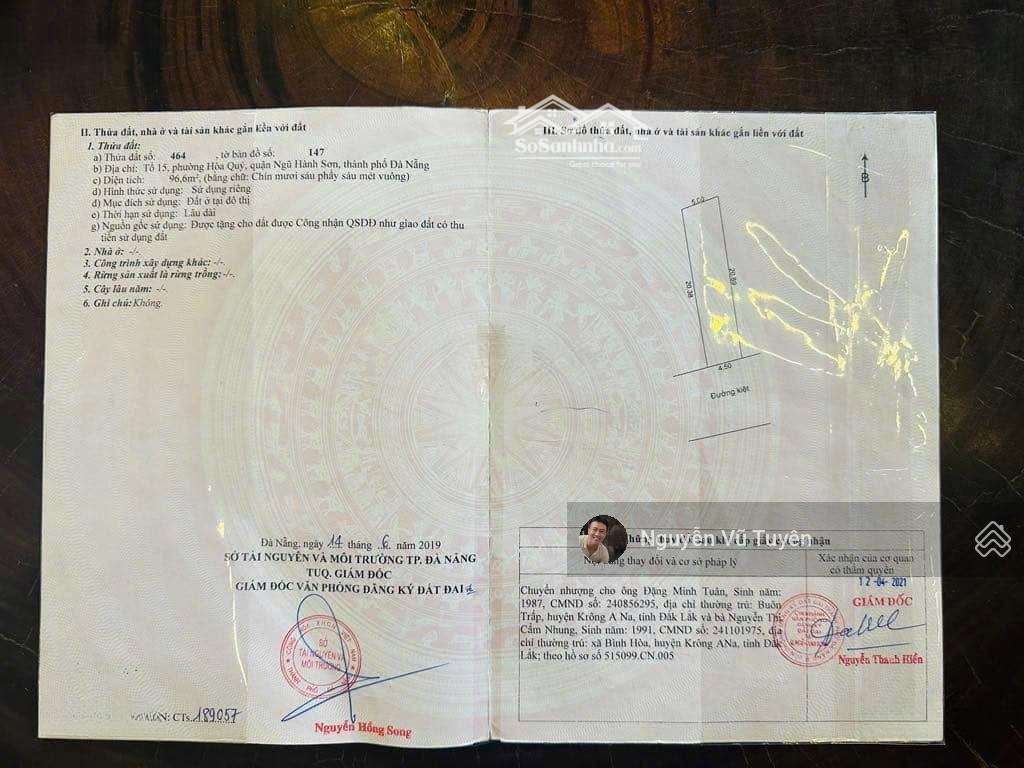 II. Thửa đất, nhà ở và tài sản khác gắn liền với đất
1. Thửa đất:
a) Thửa đất số: 464 , tờ bản đồ số: 147
b) Địa chỉ: Tổ 15, phường Hòa Quý, quận Ngũ Hành Sơn, thành phố Đà Nẵng
c) Diện tích: 96,6m², (bằng chữ: Chín mươi sáu phẩy sáu mét vuông)
d) Hình thức sử dụng: Sử dụng riêng
đ) Mục đích sử dụng: Đất ở tại đô thị
e) Thời hạn sử dụng: Lâu dài
g) Nguồn gốc sử dụng: Được tặng cho đất được Công nhận QSDĐ như giao đất có thu
tiền sử dụng đất
2. Nhà ở: -/-
3. Công trình xây dựng khác: -/-
4. Rừng sản xuất là rừng trồng: -/-
5. Cây lâu năm: -/-
6. Ghi chú: Không.
Đà Nẵng, ngày 14 tháng 6 năm 2019
SỞ TÀI NGUYÊN VÀ MÔI TRƯỜNG TP. ĐÀ NẴNG
TUQ. GIÁM ĐỐC
GIÁM ĐỐC VĂN PHÒNG ĐĂNG KÝ ĐẤT ĐAI
SỞ
TÀI NGUYÊN VÀ
MÔI TRƯỜNG
Nguyễn Hồng Song
CTs 189057
SoSanhnha.com
Great choice
III. Sơ đồ thửa đất, nhà ở và tài sản khác gắn liền với đất
B
5.00
20.38
20.89
4.50
Đường kiệt
Nguyễn Vũ Tuyên
Xác nhận của cơ quan
có thẩm quyền
Nội dung thay đổi và cơ sở pháp lý
12-04-2021
Chuyển nhượng cho ông Đặng Minh Tuân, Sinh năm:
1987, CMND số: 240856295, địa chỉ thường trú: Buôn
Trấp, huyện Krông A Na, tỉnh Đắk Lắk và bà Nguyễn Thị
Cẩm Nhung, Sinh năm: 1991, CMND số: 241101975, địa
chỉ thường trú: xã Bình Hòa, huyện Krông ANa, tỉnh Đắk
Lắk; theo hồ sơ số 515099.CN.005
GIÁM ĐỐC
Nguyễn Thanh Hiền